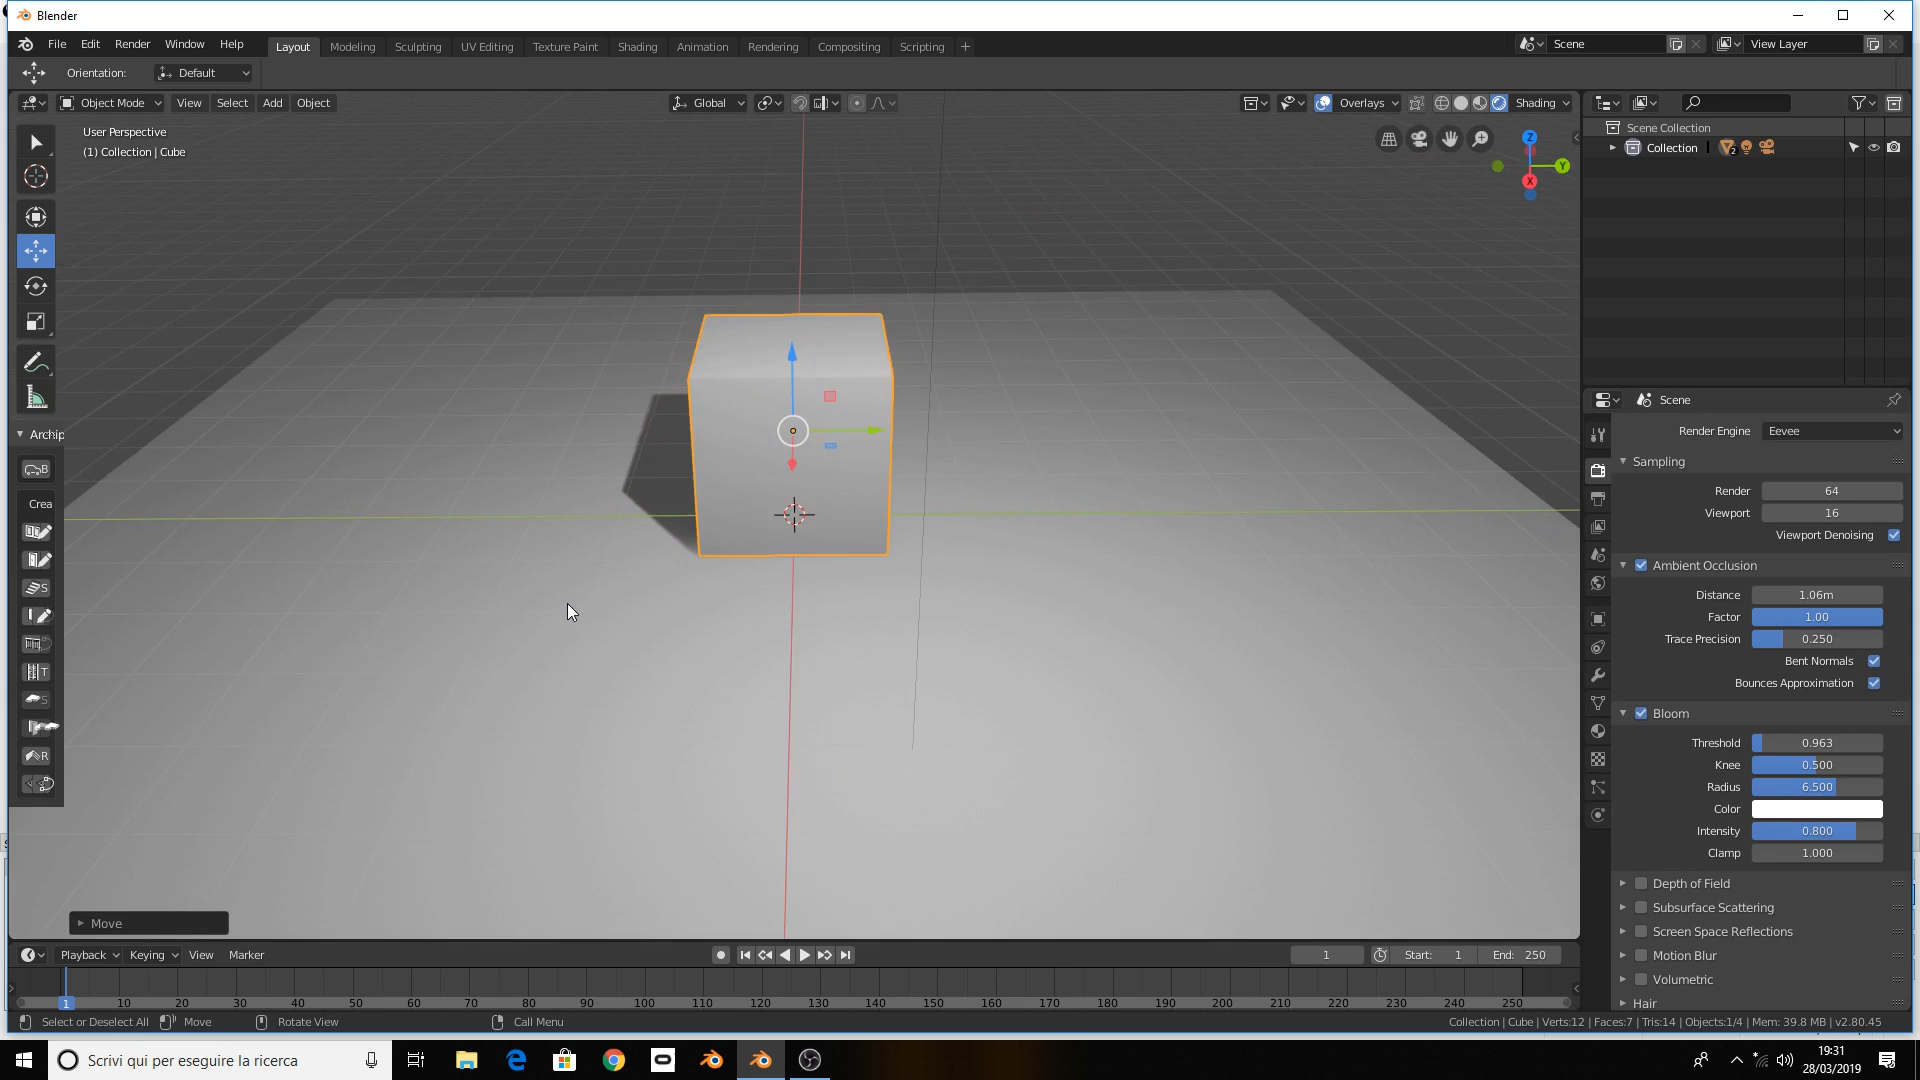 Blender
File Edit Render Window Help
Layout Modeling Sculpting UV Editing Texture Paint Shading Animation Rendering Compositing Scripting +
Scene
View Layer
Orientation: Default
Object Mode View Select Add Object
Global
Overlays
Shading
User Perspective
(1) Collection | Cube
Z
Y
X
Scene Collection
Collection
2
Scene
Render Engine Eevee
Sampling
Render 64
Viewport 16
Viewport Denoising
Ambient Occlusion
Distance 1.06m
Factor 1.00
Trace Precision 0.250
Bent Normals
Bounces Approximation
Bloom
Threshold 0.963
Knee 0.500
Radius 6.500
Color
Intensity 0.800
Clamp 1.000
Depth of Field
Subsurface Scattering
Screen Space Reflections
Motion Blur
Volumetric
Hair
Archip
B
Crea
S
T
S
R
Move
Playback Keying View Marker
1
Start: 1
End: 250
1 10 20 30 40 50 60 70 80 90 100 110 120 130 140 150 160 170 180 190 200 210 220 230 240 250
Select or Deselect All Move Rotate View Call Menu
Collection | Cube | Verts:12 | Faces:7 | Tris:14 | Objects:1/4 | Mem: 39.8 MB | v2.80.45
Scrivi qui per eseguire la ricerca
19:31
28/03/2019